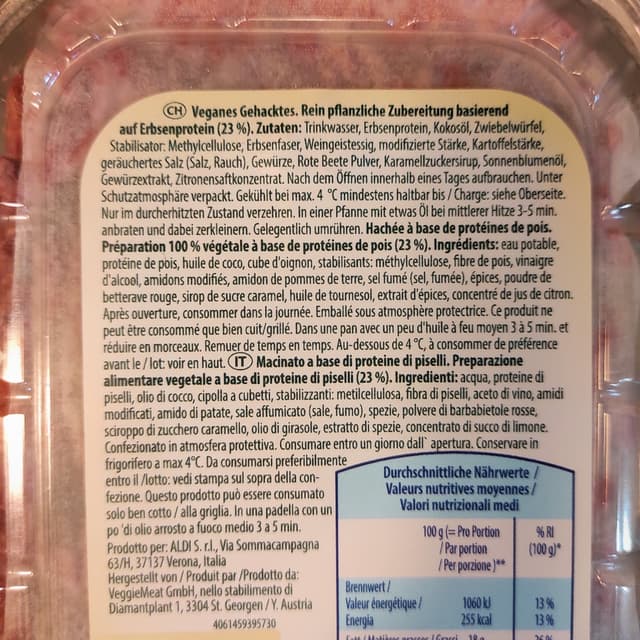 CH Veganes Gehacktes. Rein pflanzliche Zubereitung basierend
auf Erbsenprotein (23 %). Zutaten: Trinkwasser, Erbsenprotein, Kokosöl, Zwiebelwürfel,
Stabilisator: Methylcellulose, Erbsenfaser, Weingeistessig, modifizierte Stärke, Kartoffelstärke,
geräuchertes Salz (Salz, Rauch), Gewürze, Rote Beete Pulver, Karamellzuckersirup, Sonnenblumenöl,
Gewürzextrakt, Zitronensaftkonzentrat. Nach dem Öffnen innerhalb eines Tages aufbrauchen. Unter
Schutzatmosphäre verpackt. Gekühlt bei max. 4 °C mindestens haltbar bis / Charge: siehe Oberseite.
Nur im durcherhitzten Zustand verzehren. In einer Pfanne mit etwas Öl bei mittlerer Hitze 3-5 min.
anbraten und dabei zerkleinern. Gelegentlich umrühren. Hachée à base de protéines de pois.
Préparation 100 % végétale à base de protéines de pois (23 %). Ingrédients: eau potable,
protéine de pois, huile de coco, cube d'oignon, stabilisants: méthylcellulose, fibre de pois, vinaigre
d'alcool, amidons modifiés, amidon de pommes de terre, sel fumé (sel, fumée), épices, poudre de
betterave rouge, sirop de sucre caramel, huile de tournesol, extrait d'épices, concentré de jus de citron.
Après ouverture, consommer dans la journée. Emballé sous atmosphère protectrice. Ce produit ne
peut être consommé que bien cuit/grillé. Dans une pan avec un peu d'huile à feu moyen 3 à 5 min. et
réduire en morceaux. Remuer de temps en temps. Au-dessous de 4 °C, à consommer de préférence
avant le / lot: voir en haut. IT Macinato a base di proteine di piselli. Preparazione
alimentare vegetale a base di proteine di piselli (23 %). Ingredienti: acqua, proteine di
piselli, olio di cocco, cipolla a cubetti, stabilizzanti: metilcellulosa, fibra di piselli, aceto di vino, amidi
modificati, amido di patate, sale affumicato (sale, fumo), spezie, polvere di barbabietole rosse,
sciroppo di zucchero caramello, olio di girasole, estratto di spezie, concentrato di succo di limone.
Confezionato in atmosfera protettiva. Consumare entro un giorno dall` apertura. Conservare in
frigorifero a max 4°C. Da consumarsi preferibilmente
entro il /lotto: vedi stampa sul sopra della con-
fezione. Questo prodotto può essere consumato
solo ben cotto / alla griglia. In una padella con un
po 'di olio arrosto a fuoco medio 3 a 5 min.
Prodotto per: ALDI S. r.l., Via Sommacampagna
63/H, 37137 Verona, Italia
Hergestellt von / Produit par /Prodotto da:
VeggieMeat GmbH, nello stabilimento di
Diamantplant 1, 3304 St. Georgen / Y. Austria
4061459395730
Durchschnittliche Nährwerte /
Valeurs nutritives moyennes /
Valori nutrizionali medi
100 g (= Pro Portion
/ Par portion
/ Per porzione )**
% RI
(100 g)*
Brennwert /
Valeur énergétique / 1060 kJ 13 %
Energia 255 kcal 13 %
Fett / Matières grasses / Grassi 18 g 26 %